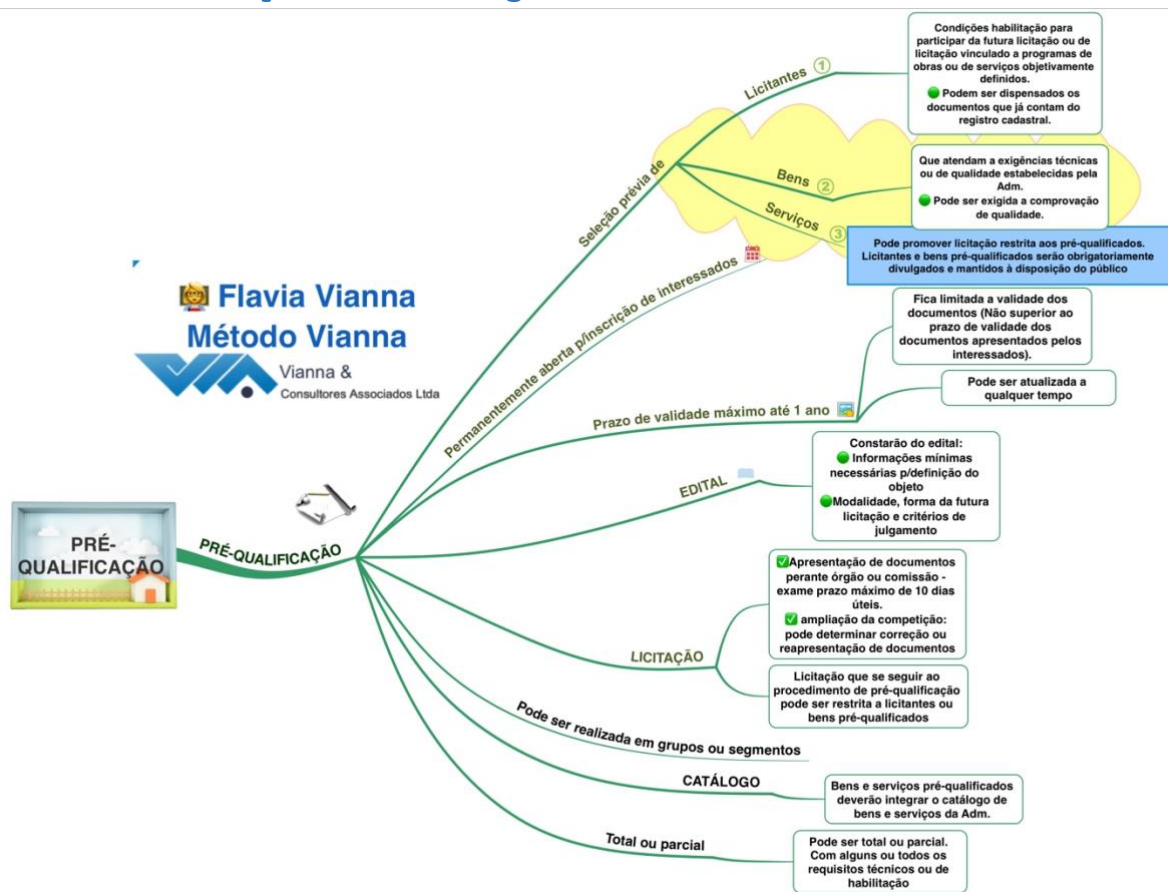 Condições habilitação para
participar da futura licitação ou de
licitação vinculado a programas de
obras ou de serviços objetivamente
definidos.
Podem ser dispensados os
documentos que já contam do
registro cadastral.
Licitantes 1
Seleção prévia de
Bens 2
Que atendam a exigências técnicas
ou de qualidade estabelecidas pela
Adm.
Pode ser exigida a comprovação
de qualidade.
Serviços 3
Pode promover licitação restrita aos pré-qualificados.
Licitantes e bens pré-qualificados serão obrigatoriamente
divulgados e mantidos à disposição do público
Permanentemente aberta p/inscrição de interessados
Flavia Vianna
Método Vianna
Vianna &
Consultores Associados Ltda
Fica limitada a validade dos
documentos (Não superior ao
prazo de validade dos
documentos apresentados pelos
interessados).
Pode ser atualizada a
qualquer tempo
Prazo de validade máximo até 1 ano
EDITAL
Constarão do edital:
Informações mínimas
necessárias p/definição do
objeto
Modalidade, forma da futura
licitação e critérios de
julgamento
PRÉ-
QUALIFICAÇÃO
PRÉ-QUALIFICAÇÃO
LICITAÇÃO
Apresentação de documentos
perante órgão ou comissão -
exame prazo máximo de 10 dias
úteis.
ampliação da competição:
pode determinar correção ou
reapresentação de documentos
Licitação que se seguir ao
procedimento de pré-qualificação
pode ser restrita a licitantes ou
bens pré-qualificados
Pode ser realizada em grupos ou segmentos
CATÁLOGO
Bens e serviços pré-qualificados
deverão integrar o catálogo de
bens e serviços da Adm.
Total ou parcial
Pode ser total ou parcial.
Com alguns ou todos os
requisitos técnicos ou de
habilitação